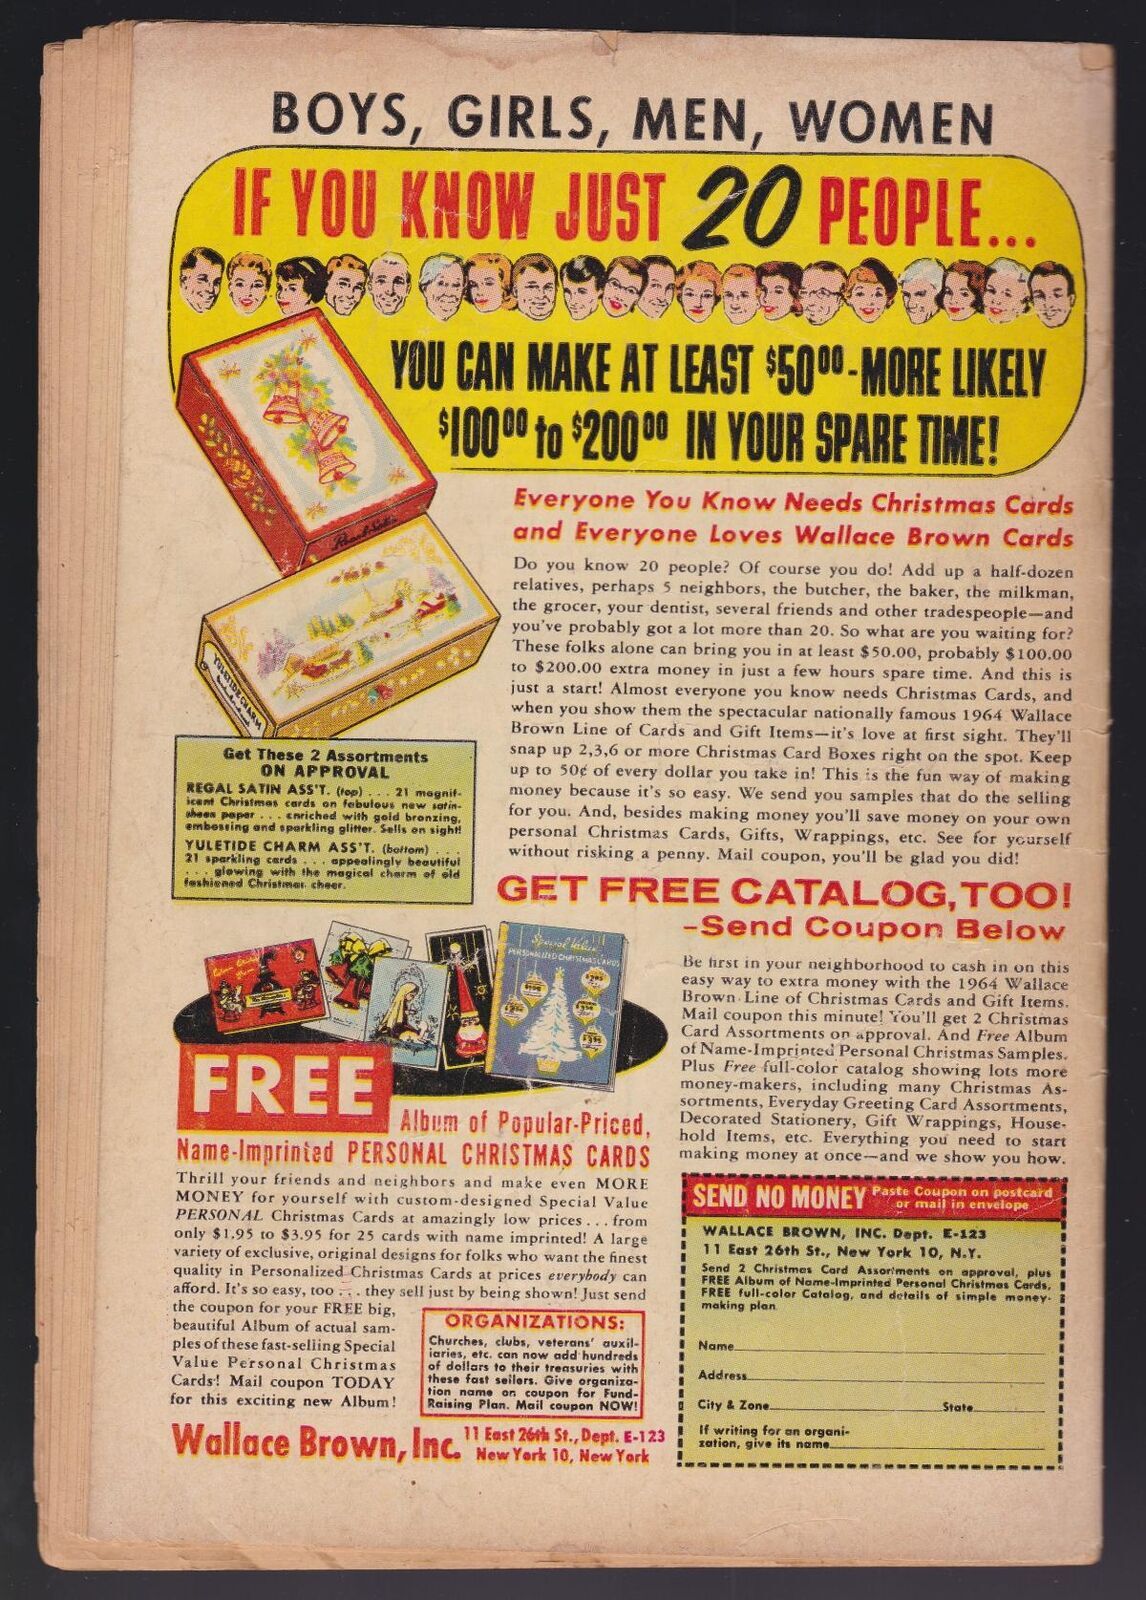 BOYS, GIRLS, MEN, WOMEN
IF YOU KNOW JUST 20 PEOPLE...
YOU CAN MAKE AT LEAST $50.00-MORE LIKELY
$100.00 to $200.00 IN YOUR SPARE TIME!
Everyone You Know Needs Christmas Cards
and Everyone Loves Wallace Brown Cards
Do you know 20 people? Of course you do! Add up a half-dozen
relatives, perhaps 5 neighbors, the butcher, the baker, the milkman,
the grocer, your dentist, several friends and other tradespeople—and
you've probably got a lot more than 20. So what are you waiting for?
These folks alone can bring you in at least $50.00, probably $100.00
to $200.00 extra money in just a few hours spare time. And this is
just a start! Almost everyone you know needs Christmas Cards, and
when you show them the spectacular nationally famous 1964 Wallace
Brown Line of Cards and Gift Items—it's love at first sight. They'll
snap up 2,3,6 or more Christmas Card Boxes right on the spot. Keep
up to 50¢ of every dollar you take in! This is the fun way of making
money because it's so easy. We send you samples that do the selling
for you. And, besides making money you'll save money on your own
personal Christmas Cards, Gifts, Wrappings, etc. See for yourself
without risking a penny. Mail coupon, you'll be glad you did!
YULETIDE CHARM
Get These 2 Assortments
ON APPROVAL
REGAL SATIN ASS'T. (top) . . . 21 magnif-
icent Christmas cards on fabulous new satin-
sheen paper . . . enriched with gold bronzing,
embossing and sparkling glitter. Sells on sight!
YULETIDE CHARM ASS'T. (bottom) . . .
21 sparkling cards . . . appealingly beautiful
. . . glowing with the magical charm of old
fashioned Christmas cheer.
GET FREE CATALOG, TOO!
-Send Coupon Below
Be first in your neighborhood to cash in on this
easy way to extra money with the 1964 Wallace
Brown Line of Christmas Cards and Gift Items.
Mail coupon this minute! You'll get 2 Christmas
Card Assortments on approval. And Free Album
of Name-Imprinted Personal Christmas Samples.
Plus Free full-color catalog showing lots more
money-makers, including many Christmas As-
sortments, Everyday Greeting Card Assortments,
Decorated Stationery, Gift Wrappings, House-
hold Items, etc. Everything you need to start
making money at once—and we show you how.
Special Value
PERSONALIZED CHRISTMAS CARDS
FREE
Album of Popular-Priced,
Name-Imprinted PERSONAL CHRISTMAS CARDS
Thrill your friends and neighbors and make even MORE
MONEY for yourself with custom-designed Special Value
PERSONAL Christmas Cards at amazingly low prices . . . from
only $1.95 to $3.95 for 25 cards with name imprinted! A large
variety of exclusive, original designs for folks who want the finest
quality in Personalized Christmas Cards at prices everybody can
afford. It's so easy, too . . . they sell just by being shown! Just send
the coupon for your FREE big,
beautiful Album of actual sam-
ples of these fast-selling Special
Value Personal Christmas
Cards! Mail coupon TODAY
for this exciting new Album!
ORGANIZATIONS:
Churches, clubs, veterans' auxil-
iaries, etc. can now add hundreds
of dollars to their treasuries with
these fast sellers. Give organiza-
tion name on coupon for Fund-
Raising Plan. Mail coupon NOW!
Wallace Brown, Inc. 11 East 26th St., Dept. E-123
New York 10, New York
SEND NO MONEY Paste Coupon on postcard
or mail in envelope
WALLACE BROWN, INC. Dept. E-123
11 East 26th St., New York 10, N.Y.
Send 2 Christmas Card Assortments on approval, plus
FREE Album of Name-Imprinted Personal Christmas Cards,
FREE full-color Catalog, and details of simple money-
making plan.
Name
Address
City & Zone State
If writing for an organi-
zation, give its name